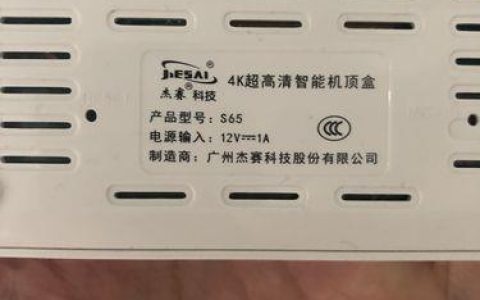 JIESAI®
杰赛®科技 4K超高清智能机顶盒
产品型号：S65
电源输入：12V⎓1A
制造商：广州杰赛科技股份有限公司